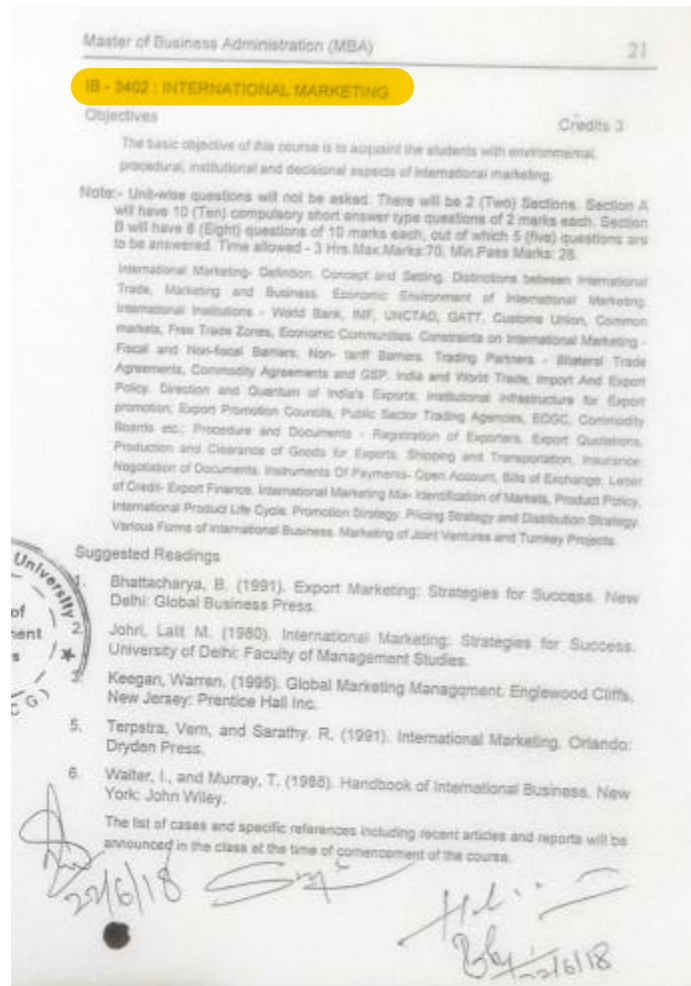 Master of Business Administration (MBA)
21
IB - 3402 : INTERNATIONAL MARKETING
Objectives
Credits 3
The basic objective of this course is to acquaint the students with environmental,
procedural, institutional and decisional aspects of international marketing.
Note:- Unit-wise questions will not be asked. There will be 2 (Two) Sections. Section A
will have 10 (Ten) compulsory short answer type questions of 2 marks each. Section
B will have 8 (Eight) questions of 10 marks each, out of which 5 (five) questions are
to be answered. Time allowed - 3 Hrs.Max.Marks:70, Min.Pass Marks: 28.
International Marketing- Definition, Concept and Setting. Distinctions between International
Trade, Marketing and Business. Economic Environment of International Marketing.
International Institutions - World Bank, IMF, UNCTAD, GATT, Customs Union, Common
markets, Free Trade Zones, Economic Communities. Constraints on International Marketing -
Fiscal and Non-fiscal Barriers, Non- tariff Barriers. Trading Partners - Bilateral Trade
Agreements, Commodity Agreements and GSP. India and World Trade, Import And Export
Policy. Direction and Quantum of India's Exports; Institutional infrastructure for Export
promotion; Export Promotion Councils, Public Sector Trading Agencies, ECGC, Commodity
Boards etc.: Procedure and Documents - Registration of Exporters, Export Quotations,
Production and Clearance of Goods for Exports, Shipping and Transportation, Insurance
Negotiation of Documents, Instruments Of Payments- Open Account, Bills of Exchange, Letter
of Credit- Export Finance, International Marketing Mix- Identification of Markets, Product Policy,
International Product Life Cycle. Promotion Strategy. Pricing Strategy and Distribution Strategy.
Various Forms of International Business. Marketing of Joint Ventures and Turnkey Projects.
Suggested Readings
1. Bhattacharya, B. (1991). Export Marketing: Strategies for Success. New
Delhi: Global Business Press.
2. Johri, Lalit M. (1980). International Marketing: Strategies for Success.
University of Delhi: Faculty of Management Studies.
3. Keegan, Warren. (1995). Global Marketing Managqment. Englewood Cliffs,
New Jersey: Prentice Hall Inc.
5. Terpstra, Vern, and Sarathy. R. (1991). International Marketing. Orlando:
Dryden Press.
6. Walter, I., and Murray, T. (1988). Handbook of International Business. New
York: John Wiley.
The list of cases and specific references including recent articles and reports will be
announced in the class at the time of comencement of the course.
University
of
ment
s
C G)
22/6/18
22/6/18